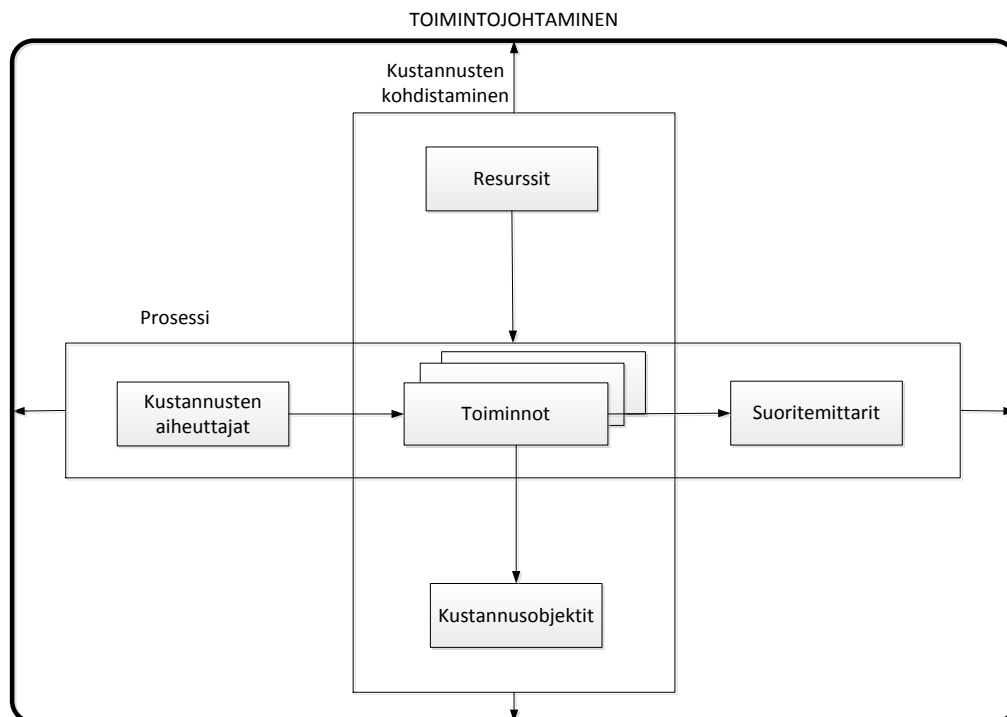 TOIMINTOJOHTAMINEN
Kustannusten
kohdistaminen
Resurssit
Prosessi
Kustannusten
aiheuttajat
Toiminnot
Suoritemittarit
Kustannusobjektit